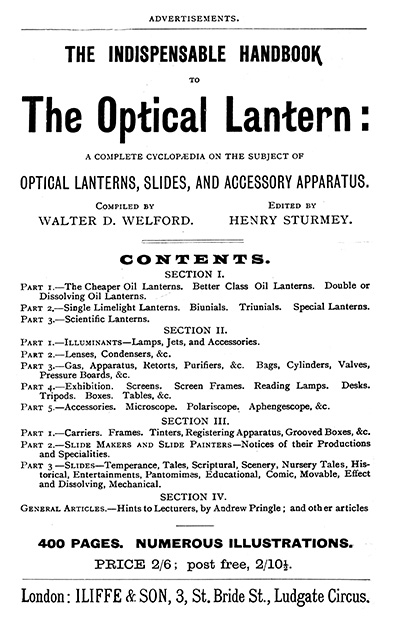 ADVERTISEMENTS.
THE INDISPENSABLE HANDBOOK
TO
The Optical Lantern:
A COMPLETE CYCLOPÆDIA ON THE SUBJECT OF
OPTICAL LANTERNS, SLIDES, AND ACCESSORY APPARATUS.
COMPILED BY
WALTER D. WELFORD.
EDITED BY
HENRY STURMEY.
CONTENTS.
SECTION I.
PART 1.—The Cheaper Oil Lanterns. Better Class Oil Lanterns. Double or
Dissolving Oil Lanterns.
PART 2.—Single Limelight Lanterns. Biunials. Triunials. Special Lanterns.
PART 3.—Scientific Lanterns.
SECTION II.
PART 1.—ILLUMINANTS—Lamps, Jets, and Accessories.
PART 2.—Lenses, Condensers, &c.
PART 3.—Gas, Apparatus, Retorts, Purifiers, &c. Bags, Cylinders, Valves,
Pressure Boards, &c.
PART 4.—Exhibition. Screens. Screen Frames. Reading Lamps. Desks.
Tripods. Boxes. Tables, &c.
PART 5.—Accessories. Microscope. Polariscope. Aphengescope, &c.
SECTION III.
PART 1.—Carriers. Frames. Tinters, Registering Apparatus, Grooved Boxes, &c.
PART 2.—SLIDE MAKERS AND SLIDE PAINTERS—Notices of their Productions
and Specialities.
PART 3—SLIDES—Temperance, Tales, Scriptural, Scenery, Nursery Tales, His-
torical, Entertainments, Pantomimes, Educational, Comic, Movable, Effect
and Dissolving, Mechanical.
SECTION IV.
GENERAL ARTICLES.—Hints to Lecturers, by Andrew Pringle; and other articles
400 PAGES. NUMEROUS ILLUSTRATIONS.
PRICE 2/6; post free, 2/10½.
London: ILIFFE & SON, 3, St. Bride St., Ludgate Circus.